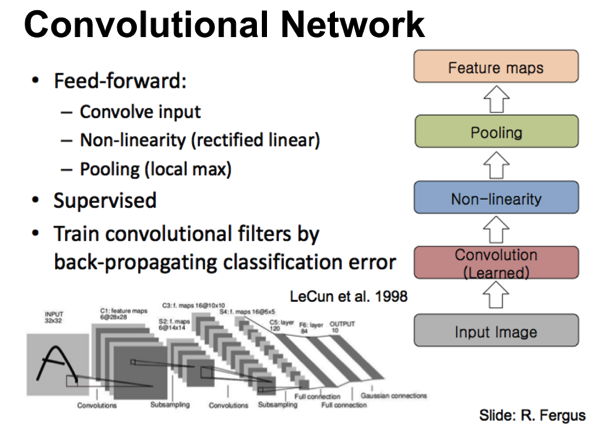 Convolutional Network
• Feed-forward:
– Convolve input
– Non-linearity (rectified linear)
– Pooling (local max)
• Supervised
• Train convolutional filters by
back-propagating classification error
LeCun et al. 1998
Feature maps
Pooling
Non-linearity
Convolution
(Learned)
Input Image
INPUT
32x32
C1: feature maps
6@28x28
S2: f. maps
6@14x14
C3: f. maps 16@10x10
S4: f. maps 16@5x5
C5: layer
120
F6: layer
84
OUTPUT
10
Convolutions
Subsampling
Convolutions
Subsampling
Full connection
Full connection
Gaussian connections
Slide: R. Fergus